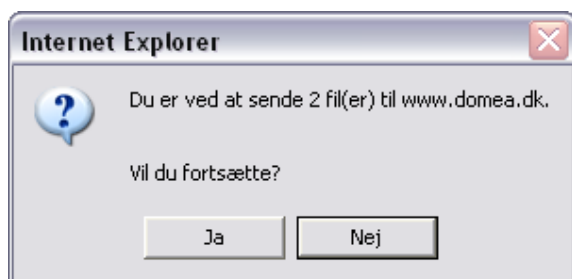 Internet Explorer
Du er ved at sende 2 fil(er) til www.domea.dk.
Vil du fortsætte?
Ja
Nej